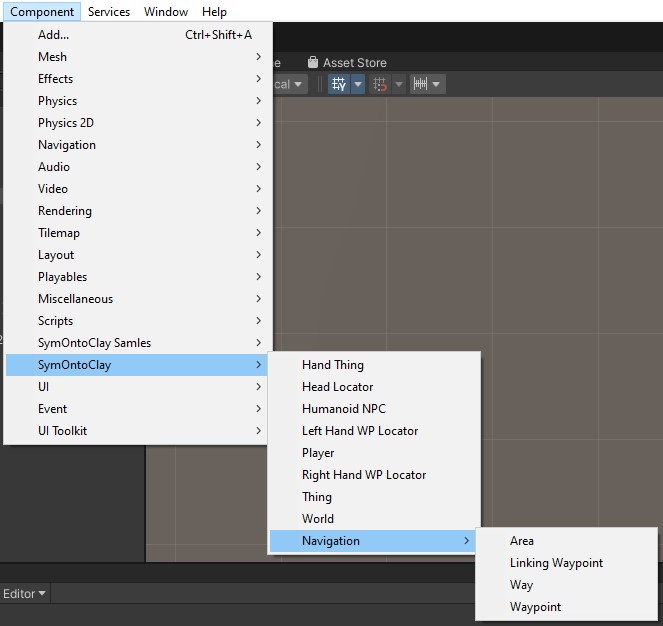 Component Services Window Help
Add... Ctrl+Shift+A
Mesh
Effects
Asset Store
Physics
cal
Physics 2D
Navigation
Audio
Video
Rendering
Tilemap
Layout
Playables
Miscellaneous
Scripts
SymOntoClay Samles
SymOntoClay
UI
Event
UI Toolkit
Hand Thing
Head Locator
Humanoid NPC
Left Hand WP Locator
Player
Right Hand WP Locator
Thing
World
Navigation
Area
Linking Waypoint
Way
Waypoint
Editor